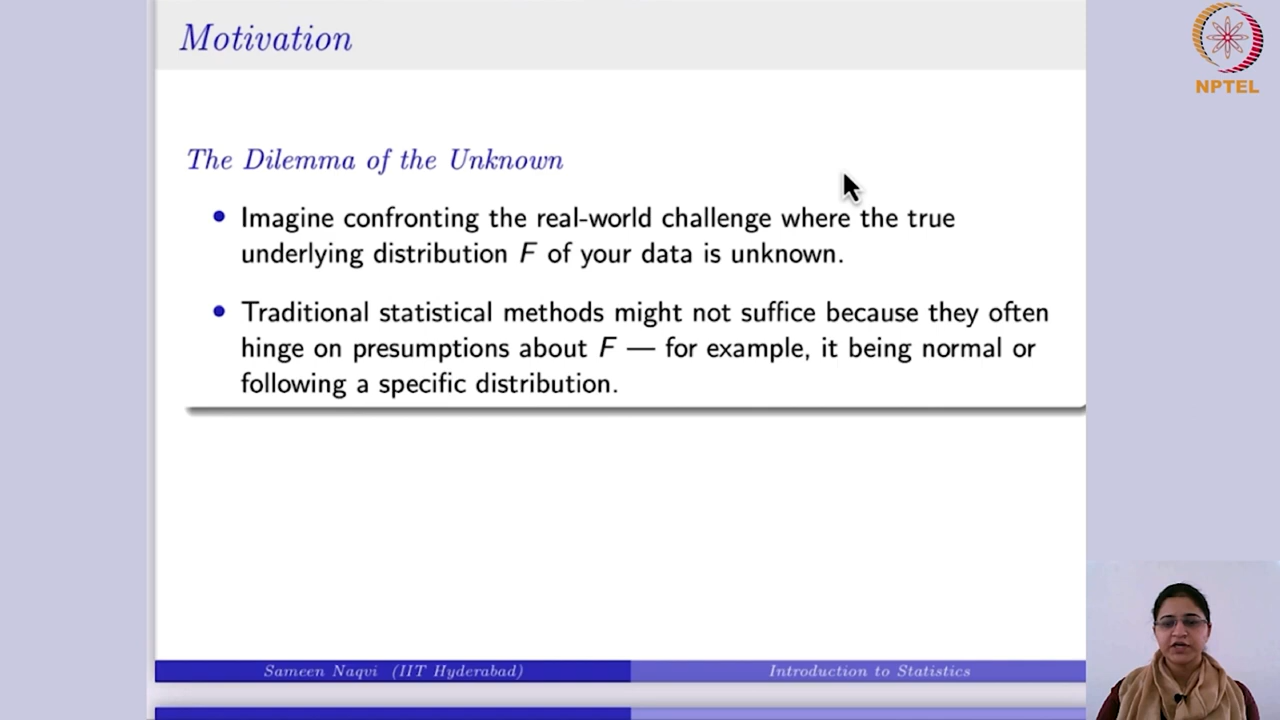 Motivation
NPTEL
The Dilemma of the Unknown
Imagine confronting the real-world challenge where the true
underlying distribution F of your data is unknown.
Traditional statistical methods might not suffice because they often
hinge on presumptions about F — for example, it being normal or
following a specific distribution.
Sameen Naqvi (IIT Hyderabad)
Introduction to Statistics